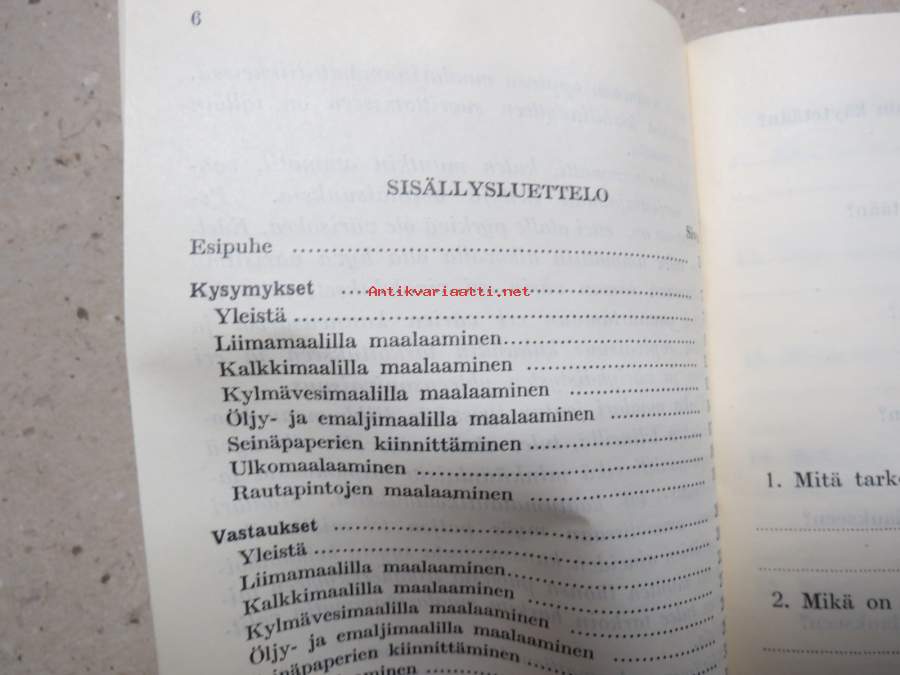 6
SISÄLLYSLUETTELO
Esipuhe
Kysymykset
Antikvariaatti.net
Yleistä
Liimamaalilla maalaaminen
Kalkkimaalilla maalaaminen
Kylmävesimaalilla maalaaminen
Öljy- ja emaljimaalilla maalaaminen
Seinäpaperien kiinnittäminen
Ulkomaalaaminen
Rautapintojen maalaaminen
Vastaukset
Yleistä
Liimamaalilla maalaaminen
Kalkkimaalilla maalaaminen
Kylmävesimaalilla maalaaminen
Öljy- ja emaljimaalilla maalaaminen
kiinnittäminen
1. Mitä
2. Mikä on